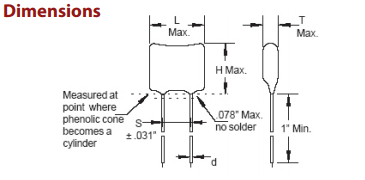 Dimensions
L
Max.
T
Max.
H Max.
Measured at
point where
phenolic cone
becomes a
cylinder
S
± .031"
.078" Max.
no solder
1" Min.
d